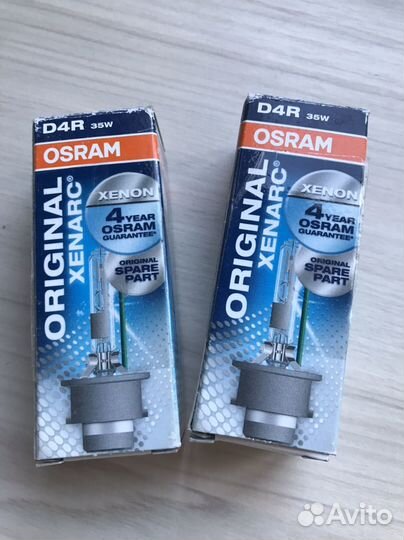 D4R 35W
OSRAM
ORIGINAL
XENARC®
XENON
4 YEAR
OSRAM
GUARANTEE*
ORIGINAL
SPARE
PART
D4R 35W
OSRAM
ORIGINAL
XENARC®
XENON
4 YEAR
OSRAM
GUARANTEE*
ORIGINAL
SPARE
PART
Avito